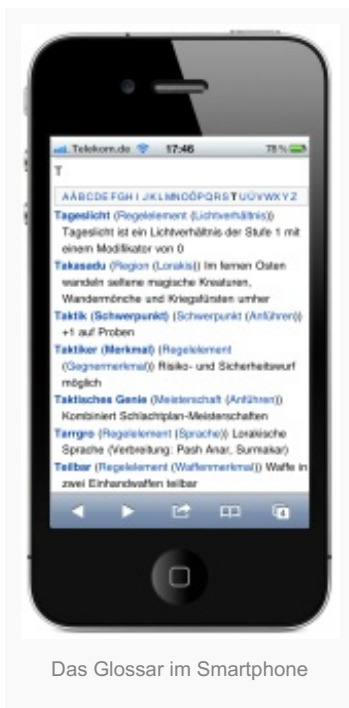 Telekom.de 17:46 78%
T
AÄBCDEFGHIJKLMNOÖPQRSTUÜVWXYZ
Tageslicht (Regelelement (Lichtverhältnis))
Tageslicht ist ein Lichtverhältnis der Stufe 1 mit
einem Modifikator von 0
Takasadu (Region (Lorakis)) Im fernen Osten
wandeln seltene magische Kreaturen,
Wandermönche und Kriegsfürsten umher
Taktik (Schwerpunkt) (Schwerpunkt (Anführen))
+1 auf Proben
Taktiker (Merkmal) (Regelelement
(Gegnermerkmal)) Risiko- und Sicherheitswurf
möglich
Taktisches Genie (Meisterschaft (Anführen))
Kombiniert Schlachtplan-Meisterschaften
Tarrgro (Regelelement (Sprache)) Lorakische
Sprache (Verbreitung: Pash Anar, Surmakar)
Teilbar (Regelelement (Waffenmerkmal)) Waffe in
zwei Einhandwaffen teilbar
4
Das Glossar im Smartphone